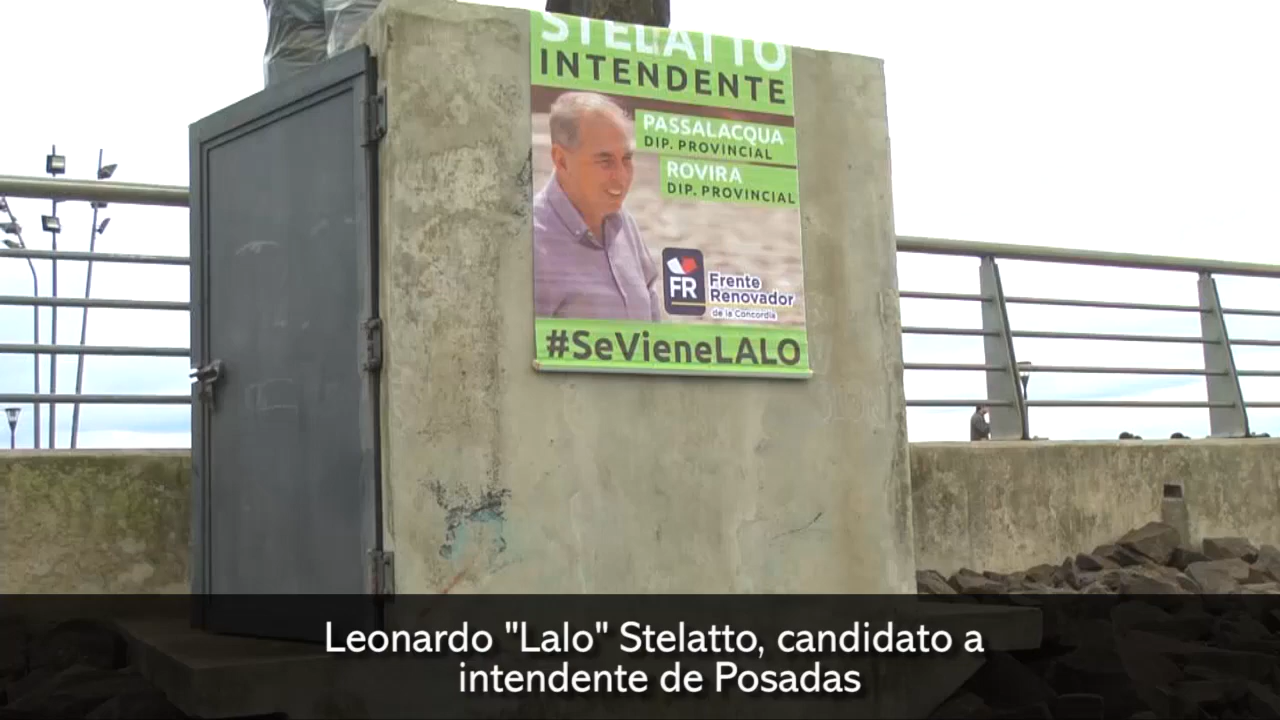 STELATTO
INTENDENTE
PASSALACQUA
DIP. PROVINCIAL
ROVIRA
DIP. PROVINCIAL
FR
Frente
Renovador
de la Concordia
#SeVieneLALO
Leonardo "Lalo" Stelatto, candidato a
intendente de Posadas